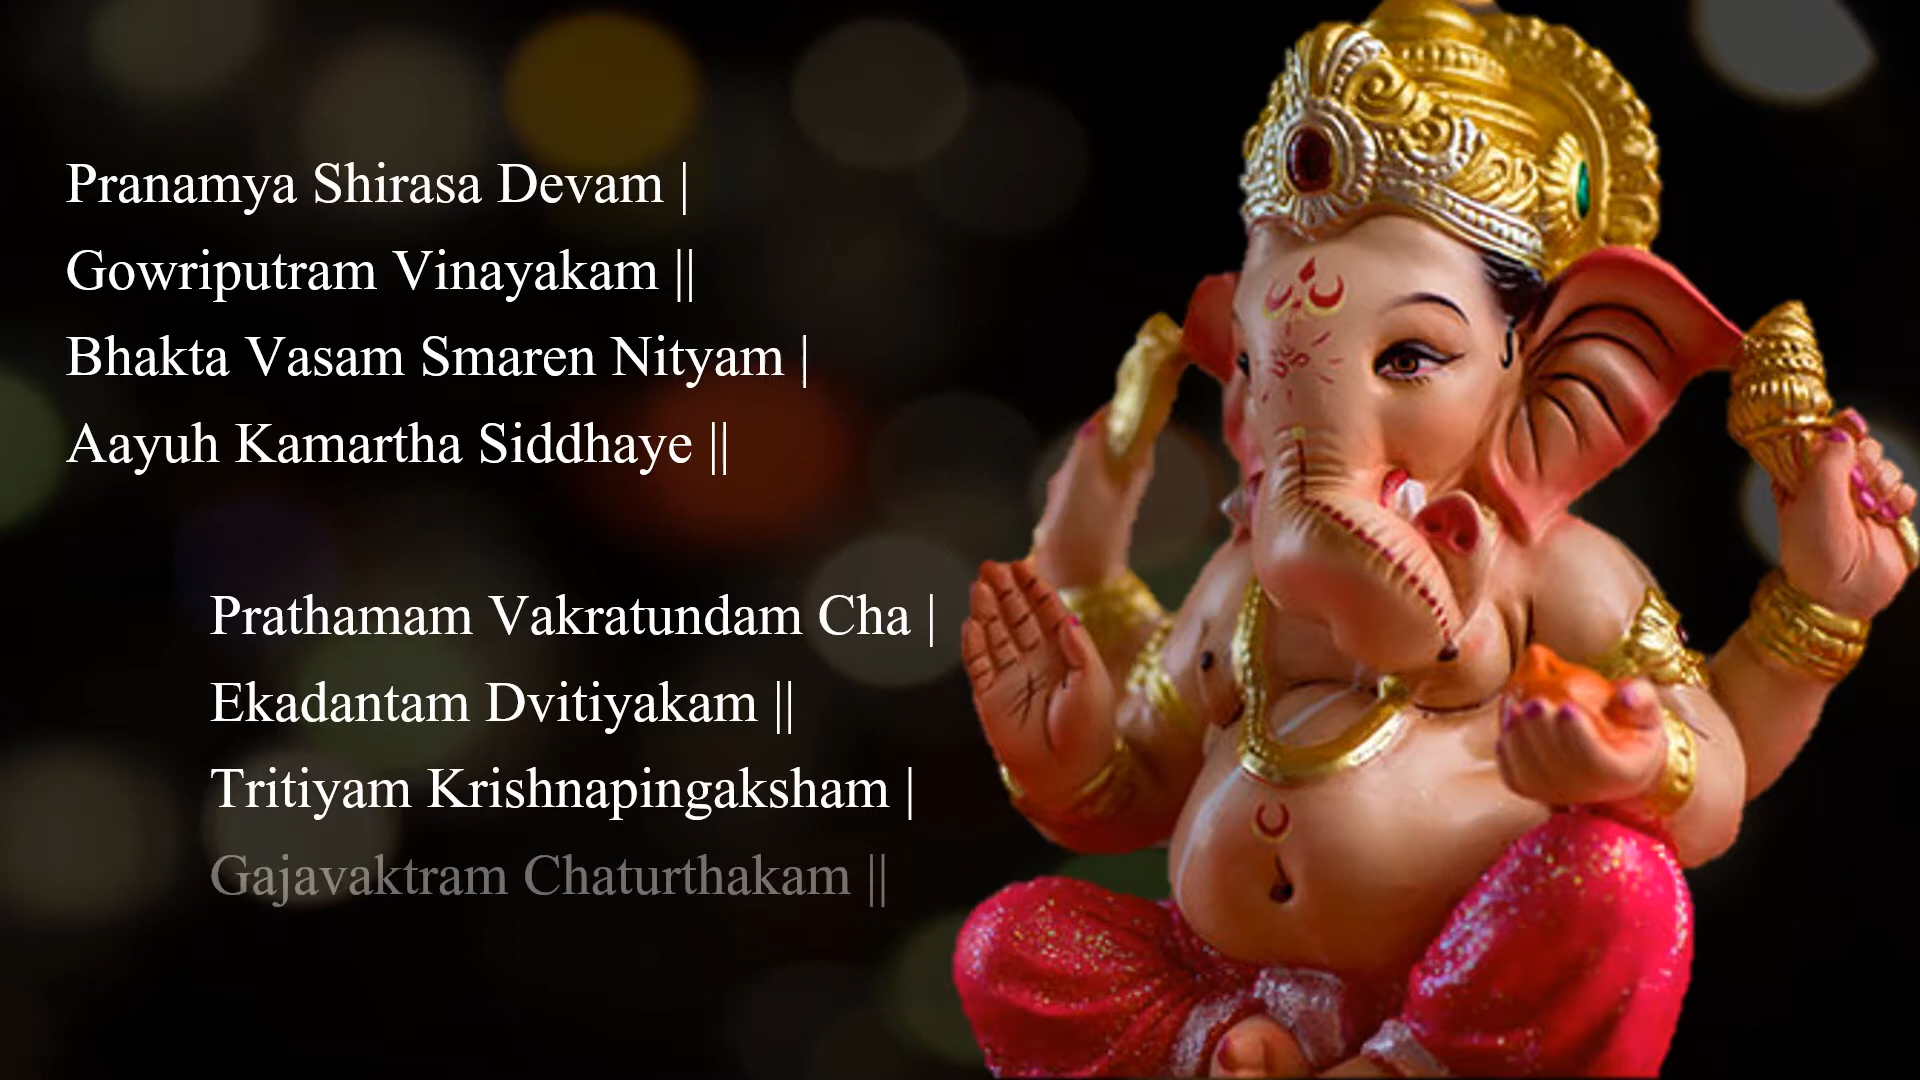 Pranamya Shirasa Devam |
Gowriputram Vinayakam ||
Bhakta Vasam Smaren Nityam |
Aayuh Kamartha Siddhaye ||
Prathamam Vakratundam Cha |
Ekadantam Dvitiyakam ||
Tritiyam Krishnapingaksham |
Gajavaktram Chaturthakam ||